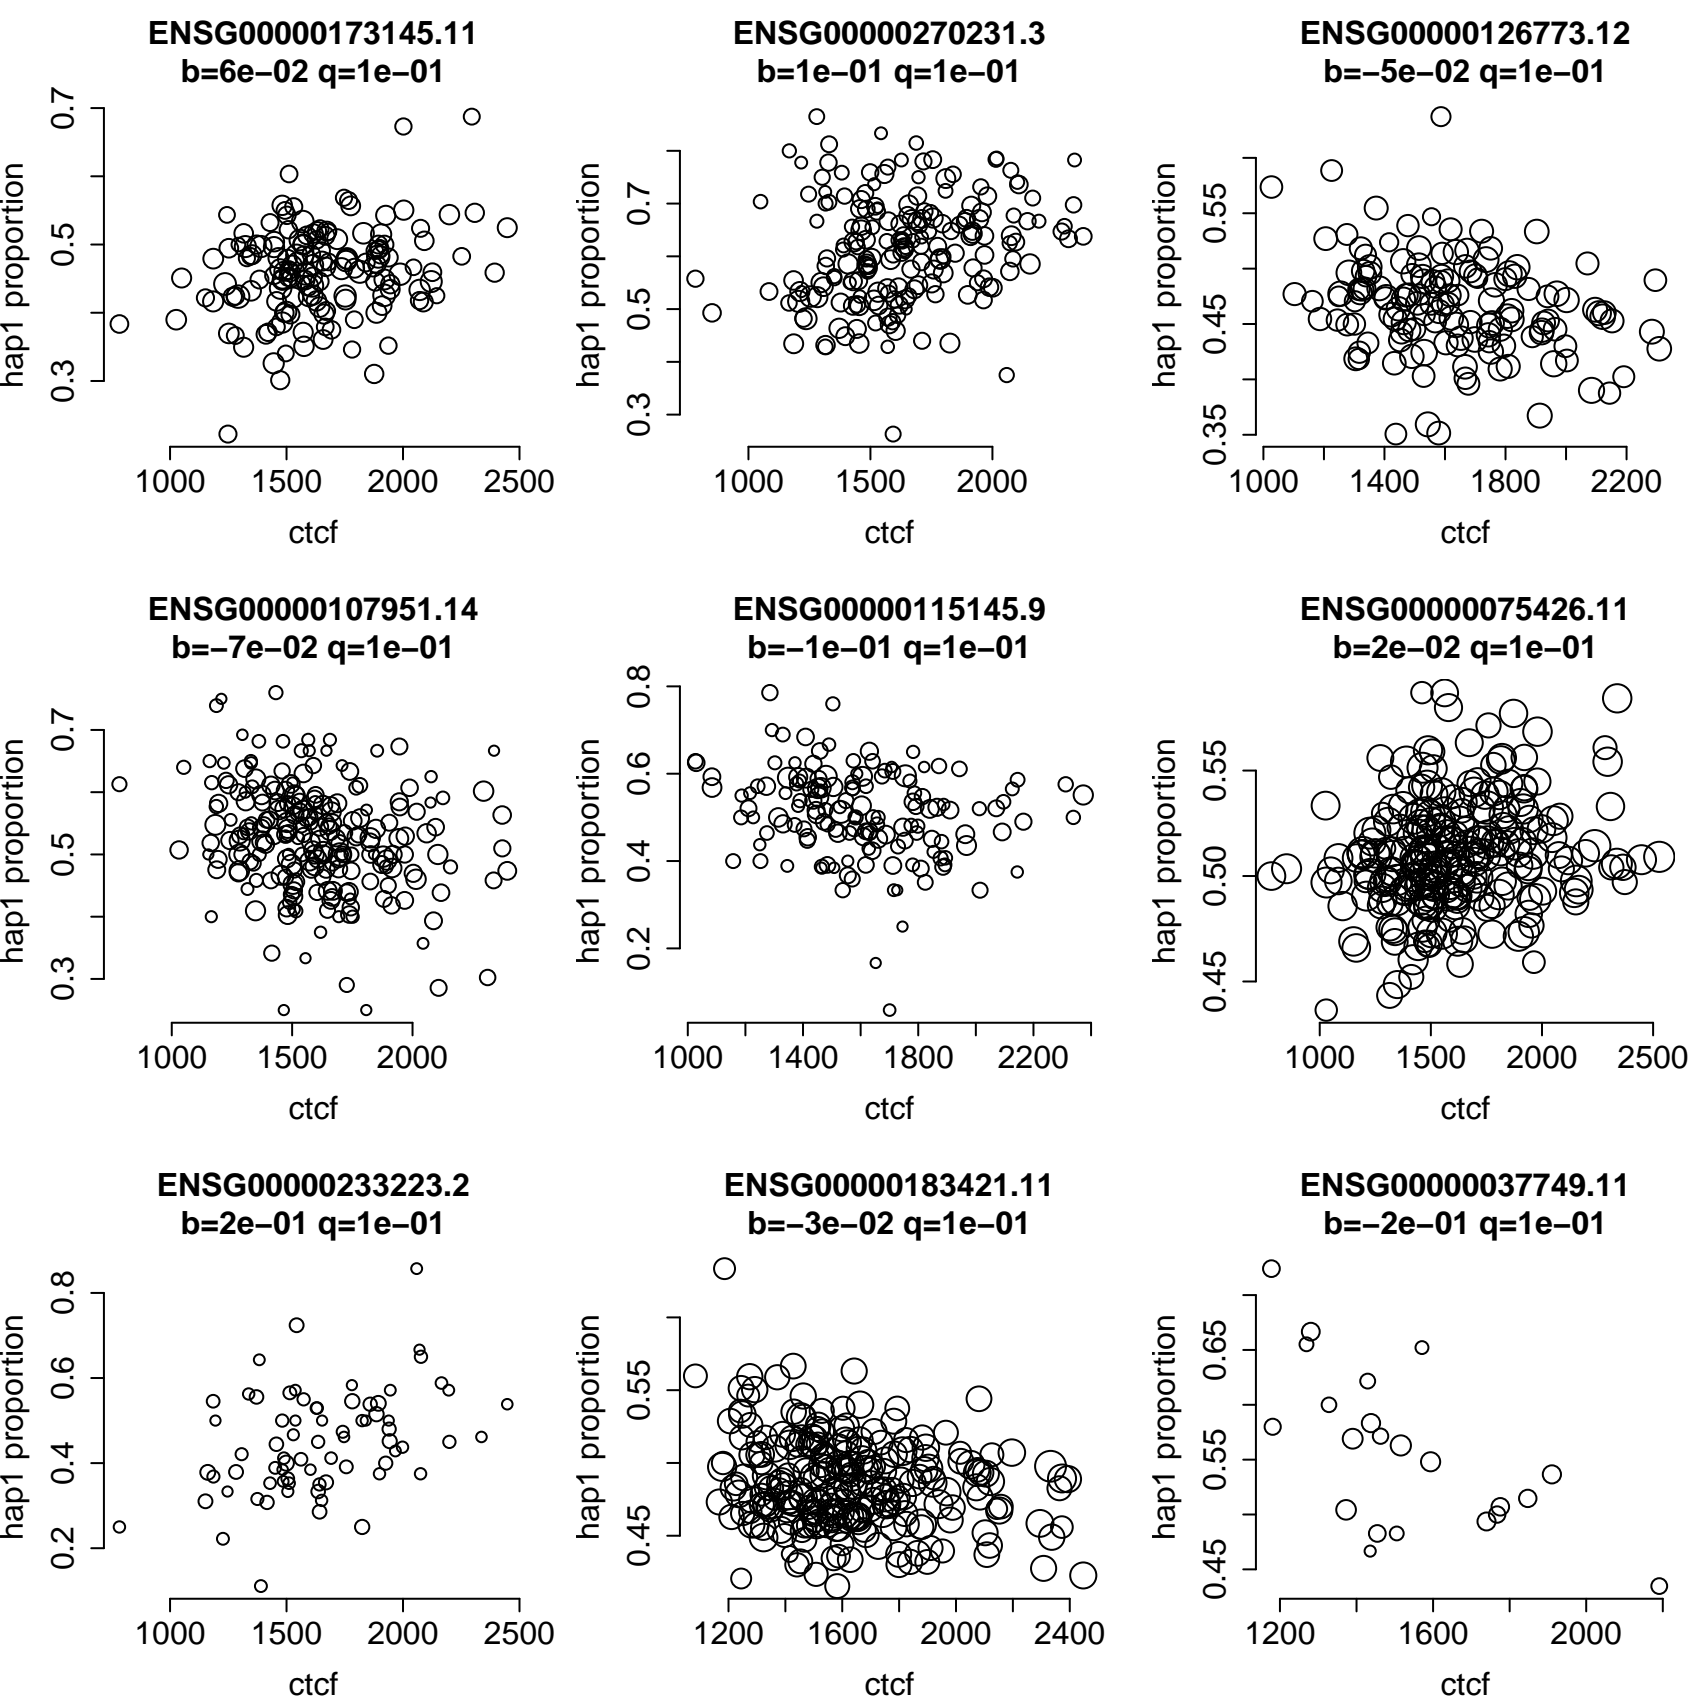 ENSG00000173145.11
b=6e−02 q=1e−01
hap1 proportion
0.3 0.5 0.7
1000 1500 2000 2500
ctcf
ENSG00000270231.3
b=1e−01 q=1e−01
hap1 proportion
0.3 0.5 0.7
1000 1500 2000
ctcf
ENSG00000126773.12
b=−5e−02 q=1e−01
hap1 proportion
0.35 0.45 0.55
1000 1400 1800 2200
ctcf
ENSG00000107951.14
b=−7e−02 q=1e−01
hap1 proportion
0.3 0.5 0.7
1000 1500 2000
ctcf
ENSG00000115145.9
b=−1e−01 q=1e−01
hap1 proportion
0.2 0.4 0.6 0.8
1000 1400 1800 2200
ctcf
ENSG00000075426.11
b=2e−02 q=1e−01
hap1 proportion
0.45 0.50 0.55
1000 1500 2000 2500
ctcf
ENSG00000233223.2
b=2e−01 q=1e−01
hap1 proportion
0.2 0.4 0.6 0.8
1000 1500 2000 2500
ctcf
ENSG00000183421.11
b=−3e−02 q=1e−01
hap1 proportion
0.45 0.55
1200 1600 2000 2400
ctcf
ENSG00000037749.11
b=−2e−01 q=1e−01
hap1 proportion
0.45 0.55 0.65
1200 1600 2000
ctcf